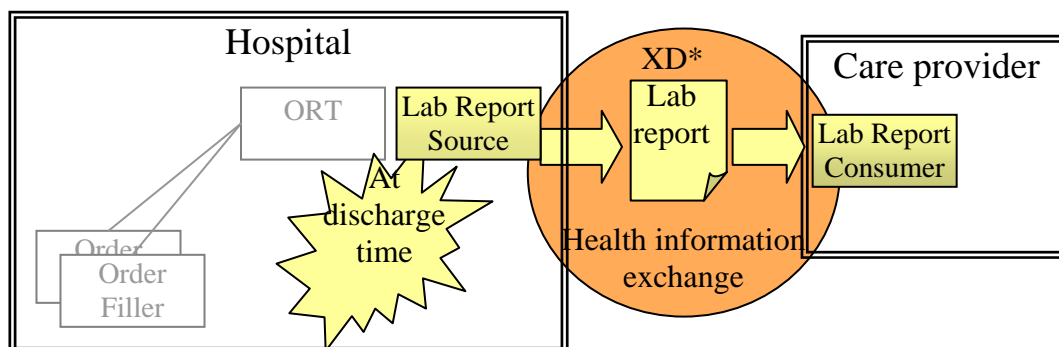 Hospital
ORT
Lab Report
Source
At
discharge
time
Order
Order
Filler
XD*
Lab
report
Health information
exchange
Care provider
Lab Report
Consumer